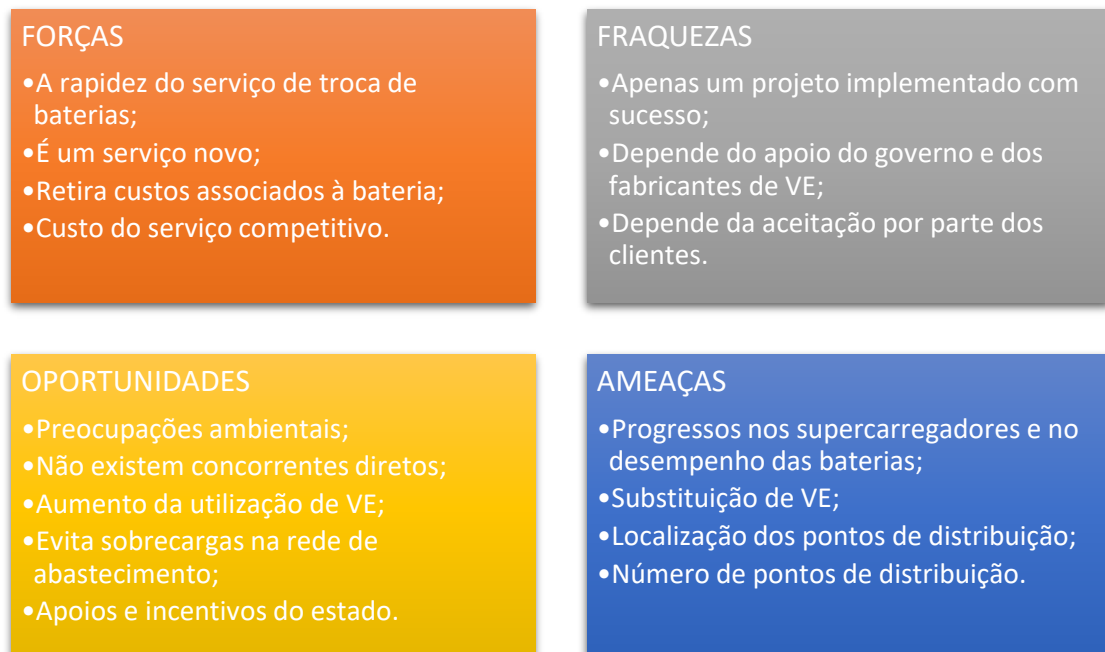 FORÇAS
•A rapidez do serviço de troca de
baterias;
•É um serviço novo;
•Retira custos associados à bateria;
•Custo do serviço competitivo.
FRAQUEZAS
•Apenas um projeto implementado com
sucesso;
•Depende do apoio do governo e dos
fabricantes de VE;
•Depende da aceitação por parte dos
clientes.
OPORTUNIDADES
•Preocupações ambientais;
•Não existem concorrentes diretos;
•Aumento da utilização de VE;
•Evita sobrecargas na rede de
abastecimento;
•Apoios e incentivos do estado.
AMEAÇAS
•Progressos nos supercarregadores e no
desempenho das baterias;
•Substituição de VE;
•Localização dos pontos de distribuição;
•Número de pontos de distribuição.